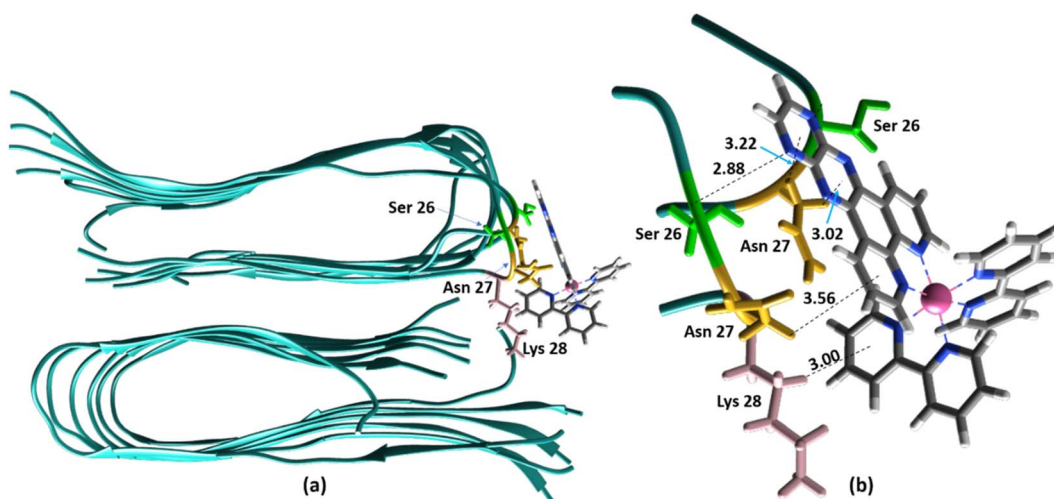 Ser 26
Asn 27
Lys 28
(a)
Ser 26
3.22
2.88
Ser 26
Asn 27
3.02
Asn 27
3.56
3.00
Lys 28
(b)